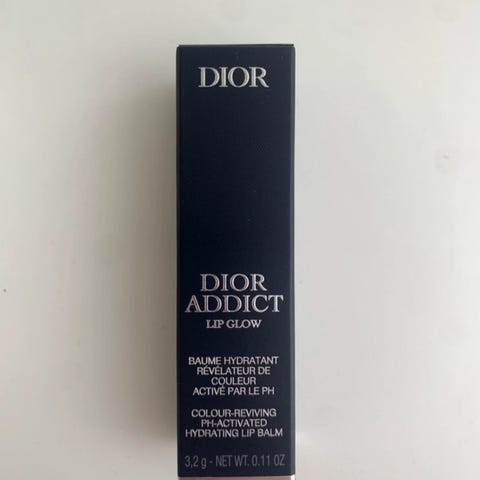 DIOR
DIOR
ADDICT
LIP GLOW
BAUME HYDRATANT
RÉVÉLATEUR DE
COULEUR
ACTIVÉ PAR LE PH
COLOUR-REVIVING
PH-ACTIVATED
HYDRATING LIP BALM
3,2 g - NET WT. 0.11 OZ